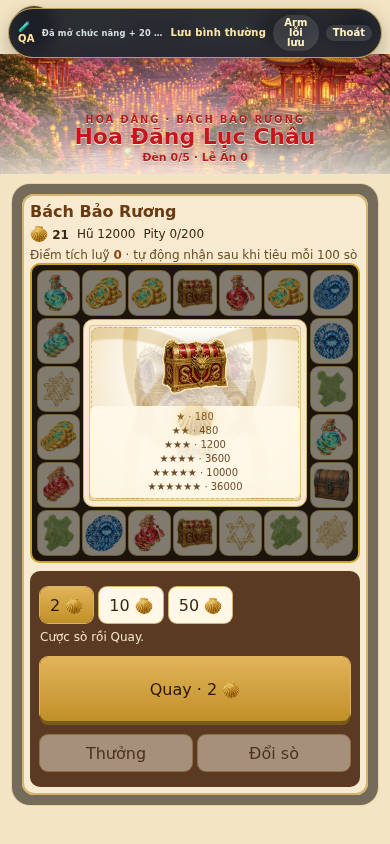 QA
Đã mở chức năng + 20 ...
Lưu bình thường
Arm lỗi lưu
Thoát
HOA ĐĂNG · BÁCH BẢO RƯƠNG
Hoa Đăng Lục Châu
Đèn 0/5 · Lễ Ấn 0
Bách Bảo Rương
21 Hũ 12000 Pity 0/200
Điểm tích luỹ 0 · tự động nhận sau khi tiêu mỗi 100 sò
★ · 180
★★ · 480
★★★ · 1200
★★★★ · 3600
★★★★★ · 10000
★★★★★★ · 36000
2
10
50
Cược sò rồi Quay.
Quay · 2
Thưởng
Đổi sò